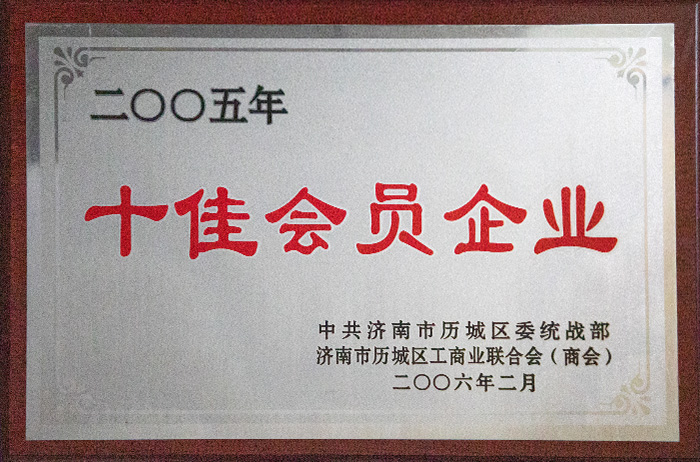 二〇〇五年
十佳会员企业
中共济南市历城区委统战部
济南市历城区工商业联合会（商会）
二〇〇六年二月